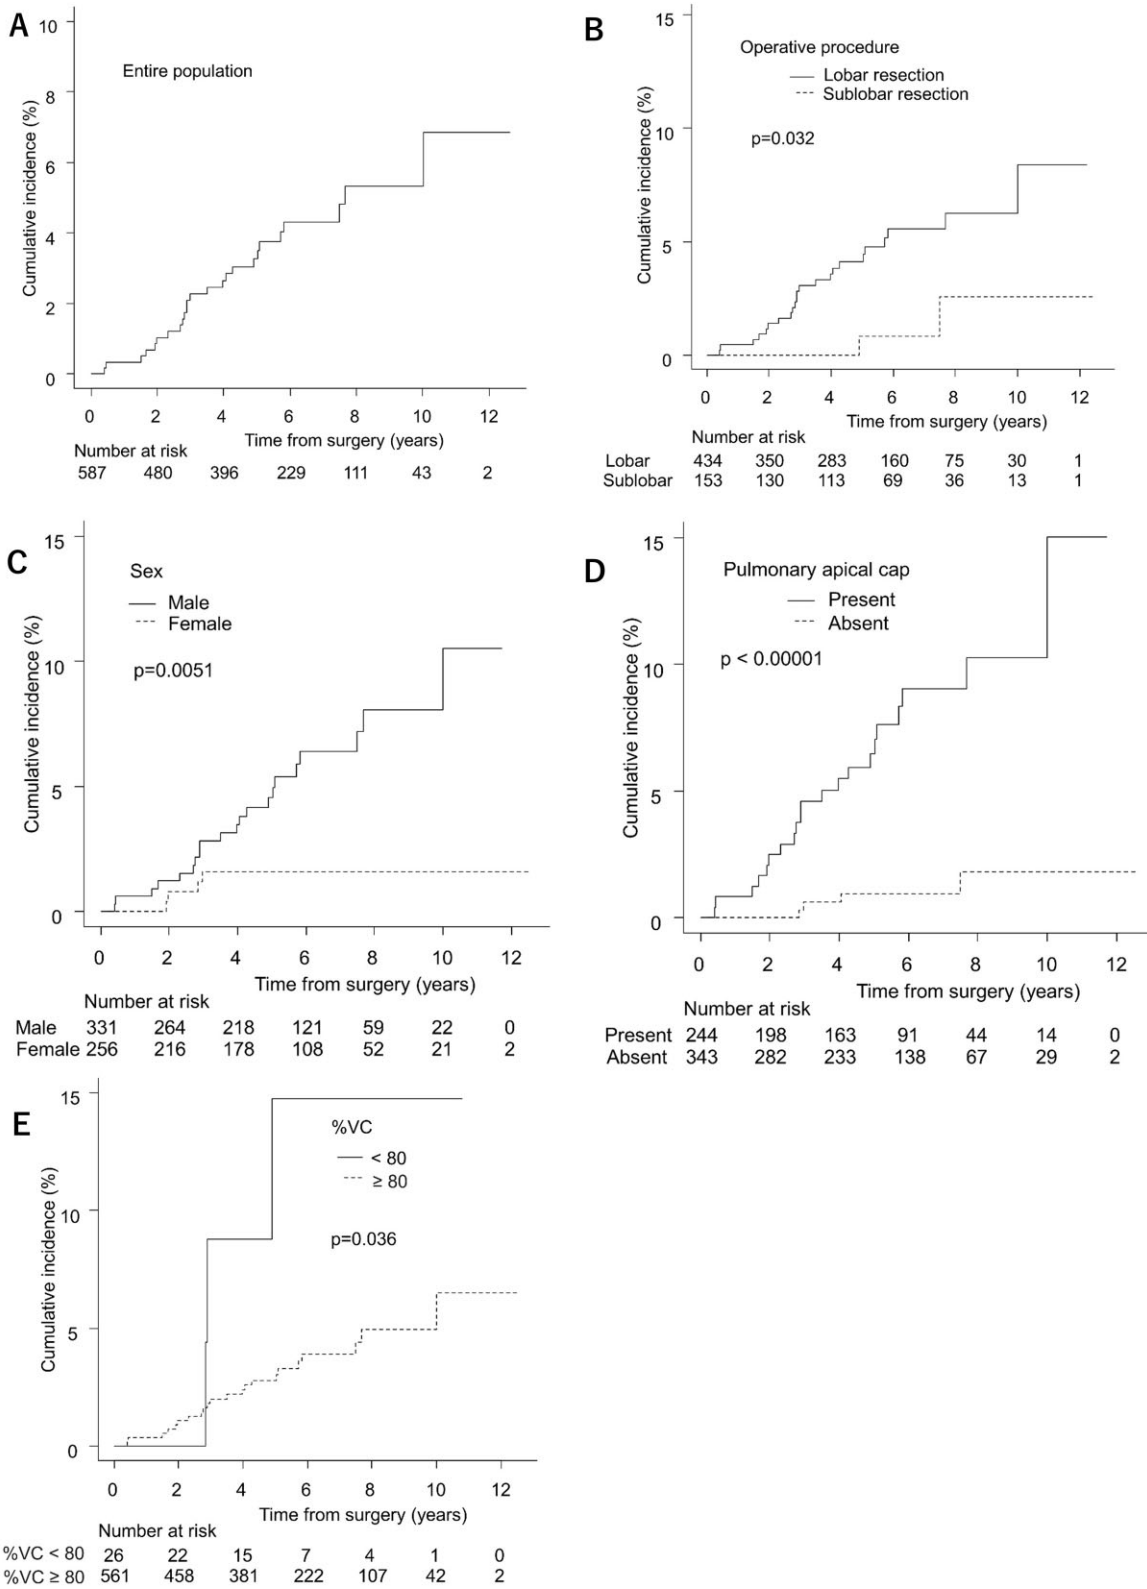 A
Entire population
Cumulative incidence (%)
10
8
6
4
2
0
0 2 4 6 8 10 12
Time from surgery (years)
Number at risk
587 480 396 229 111 43 2
B
Operative procedure
Lobar resection
Sublobar resection
p=0.032
Cumulative incidence (%)
15
10
5
0
0 2 4 6 8 10 12
Time from surgery (years)
Number at risk
Lobar 434 350 283 160 75 30 1
Sublobar 153 130 113 69 36 13 1
C
Sex
Male
Female
p=0.0051
Cumulative incidence (%)
15
10
5
0
0 2 4 6 8 10 12
Time from surgery (years)
Number at risk
Male 331 264 218 121 59 22 0
Female 256 216 178 108 52 21 2
D
Pulmonary apical cap
Present
Absent
p < 0.00001
Cumulative incidence (%)
15
10
5
0
0 2 4 6 8 10 12
Time from surgery (years)
Number at risk
Present 244 198 163 91 44 14 0
Absent 343 282 233 138 67 29 2
E
%VC
< 80
≥ 80
p=0.036
Cumulative incidence (%)
15
10
5
0
0 2 4 6 8 10 12
Time from surgery (years)
Number at risk
%VC < 80 26 22 15 7 4 1 0
%VC ≥ 80 561 458 381 222 107 42 2